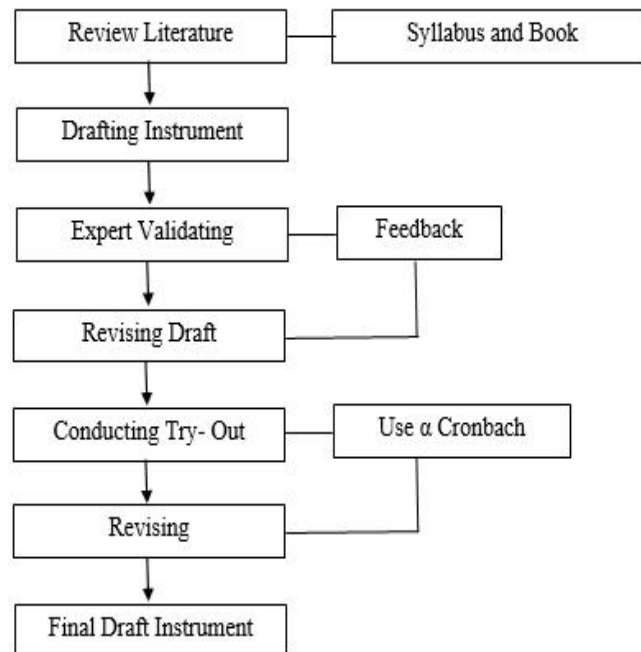 Review Literature
Syllabus and Book
Drafting Instrument
Expert Validating
Feedback
Revising Draft
Conducting Try- Out
Use α Cronbach
Revising
Final Draft Instrument